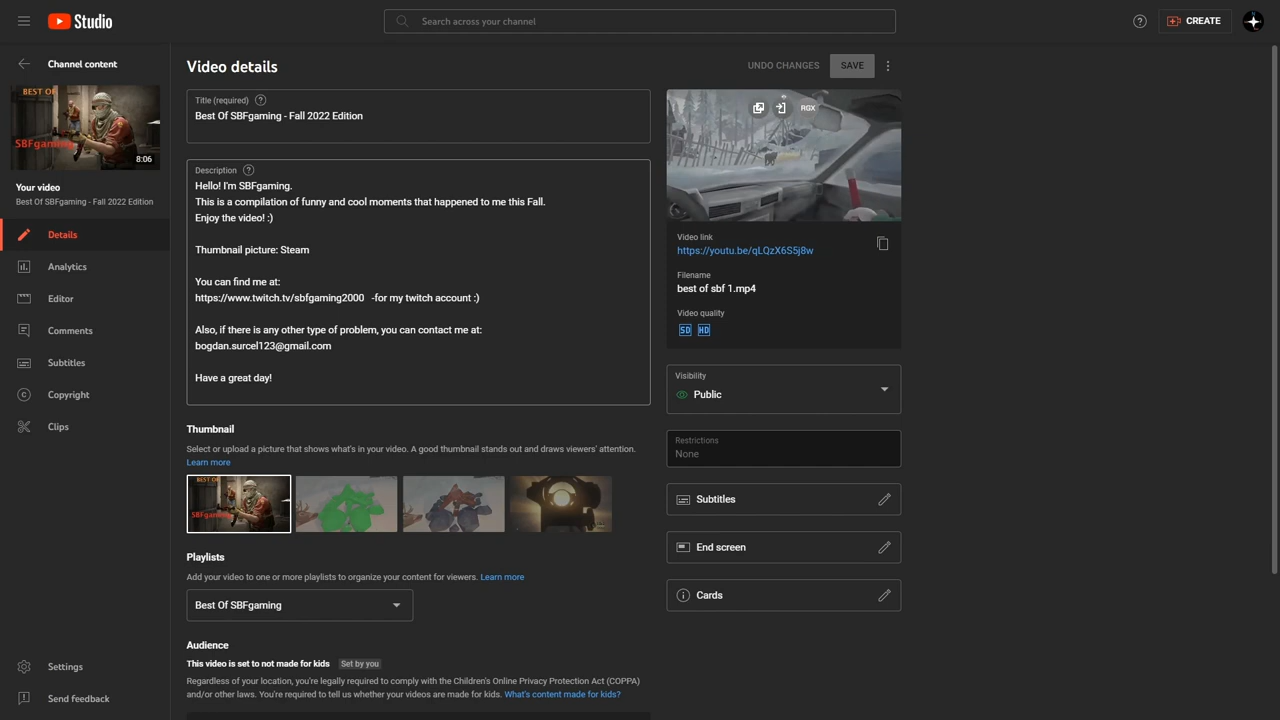 Studio
Search across your channel
CREATE
Channel content
BEST OF
SBFgaming
8:06
Your video
Best Of SBFgaming - Fall 2022 Edition
Details
Analytics
Editor
Comments
Subtitles
Copyright
Clips
Settings
Send feedback
Video details
UNDO CHANGES
SAVE
Title (required)
Best Of SBFgaming - Fall 2022 Edition
Description
Hello! I'm SBFgaming.
This is a compilation of funny and cool moments that happened to me this Fall.
Enjoy the video! :)
Thumbnail picture: Steam
You can find me at:
https://www.twitch.tv/sbfgaming2000 -for my twitch account :)
Also, if there is any other type of problem, you can contact me at:
bogdan.surcel123@gmail.com
Have a great day!
Thumbnail
Select or upload a picture that shows what's in your video. A good thumbnail stands out and draws viewers' attention.
Learn more
BEST OF
SBFgaming
Playlists
Add your video to one or more playlists to organize your content for viewers. Learn more
Best Of SBFgaming
Audience
This video is set to not made for kids Set by you
Regardless of your location, you're legally required to comply with the Children's Online Privacy Protection Act (COPPA)
and/or other laws. You're required to tell us whether your videos are made for kids. What's content made for kids?
RGX
Video link
https://youtu.be/qLQzX6S5j8w
Filename
best of sbf 1.mp4
Video quality
SD HD
Visibility
Public
Restrictions
None
Subtitles
End screen
Cards